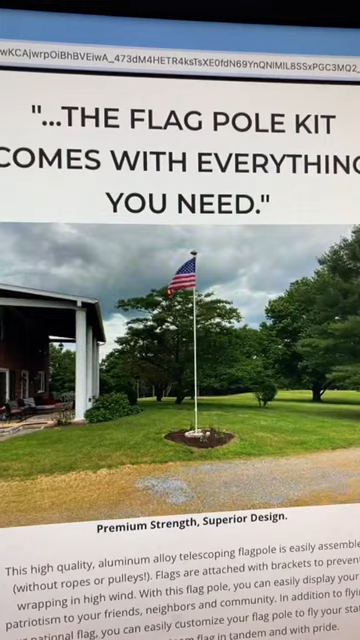 wKCAjwrpOiBhBVEiwA_473dM4HETR4ksTsXE0fdN69YnQNIMIL8SSxPGC3MQ2_
"...THE FLAG POLE KIT
COMES WITH EVERYTHING
YOU NEED."
Premium Strength, Superior Design.
This high quality, aluminum alloy telescoping flagpole is easily assemble
(without ropes or pulleys!). Flags are attached with brackets to prevent
wrapping in high wind. With this flag pole, you can easily display your
patriotism to your friends, neighbors and community. In addition to flyi
national flag, you can easily customize your flag pole to fly your sta
flag in tandem and with pride.